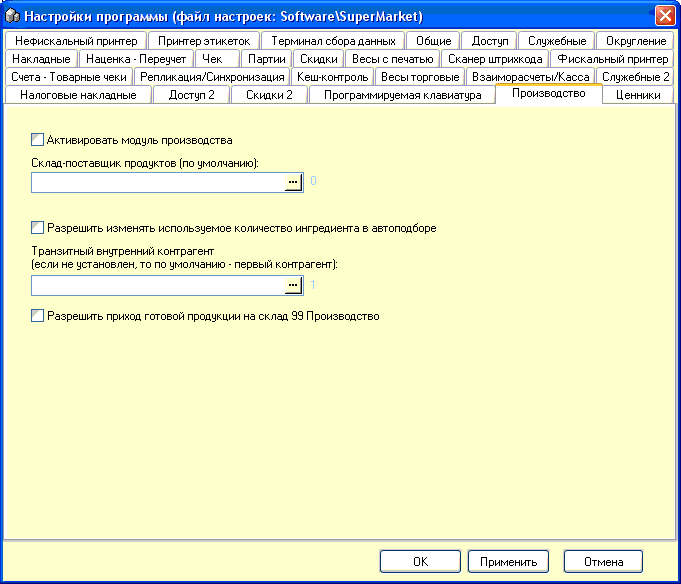 Настройки программы (файл настроек: Software\SuperMarket)
Нефискальный принтер Принтер этикеток Терминал сбора данных Общие Доступ Служебные Округление
Накладные Наценка - Переучет Чек Партии Скидки Весы с печатью Сканер штрихкода Фискальный принтер
Счета - Товарные чеки Репликация/Синхронизация Кеш-контроль Весы торговые Взаиморасчеты/Касса Служебные 2
Налоговые накладные Доступ 2 Скидки 2 Программируемая клавиатура Производство Ценники
Активировать модуль производства
Склад-поставщик продуктов (по умолчанию):
... 0
Разрешить изменять используемое количество ингредиента в автоподборе
Транзитный внутренний контрагент
(если не установлен, то по умолчанию - первый контрагент):
... 1
Разрешить приход готовой продукции на склад 99 Производство
OK Применить Отмена